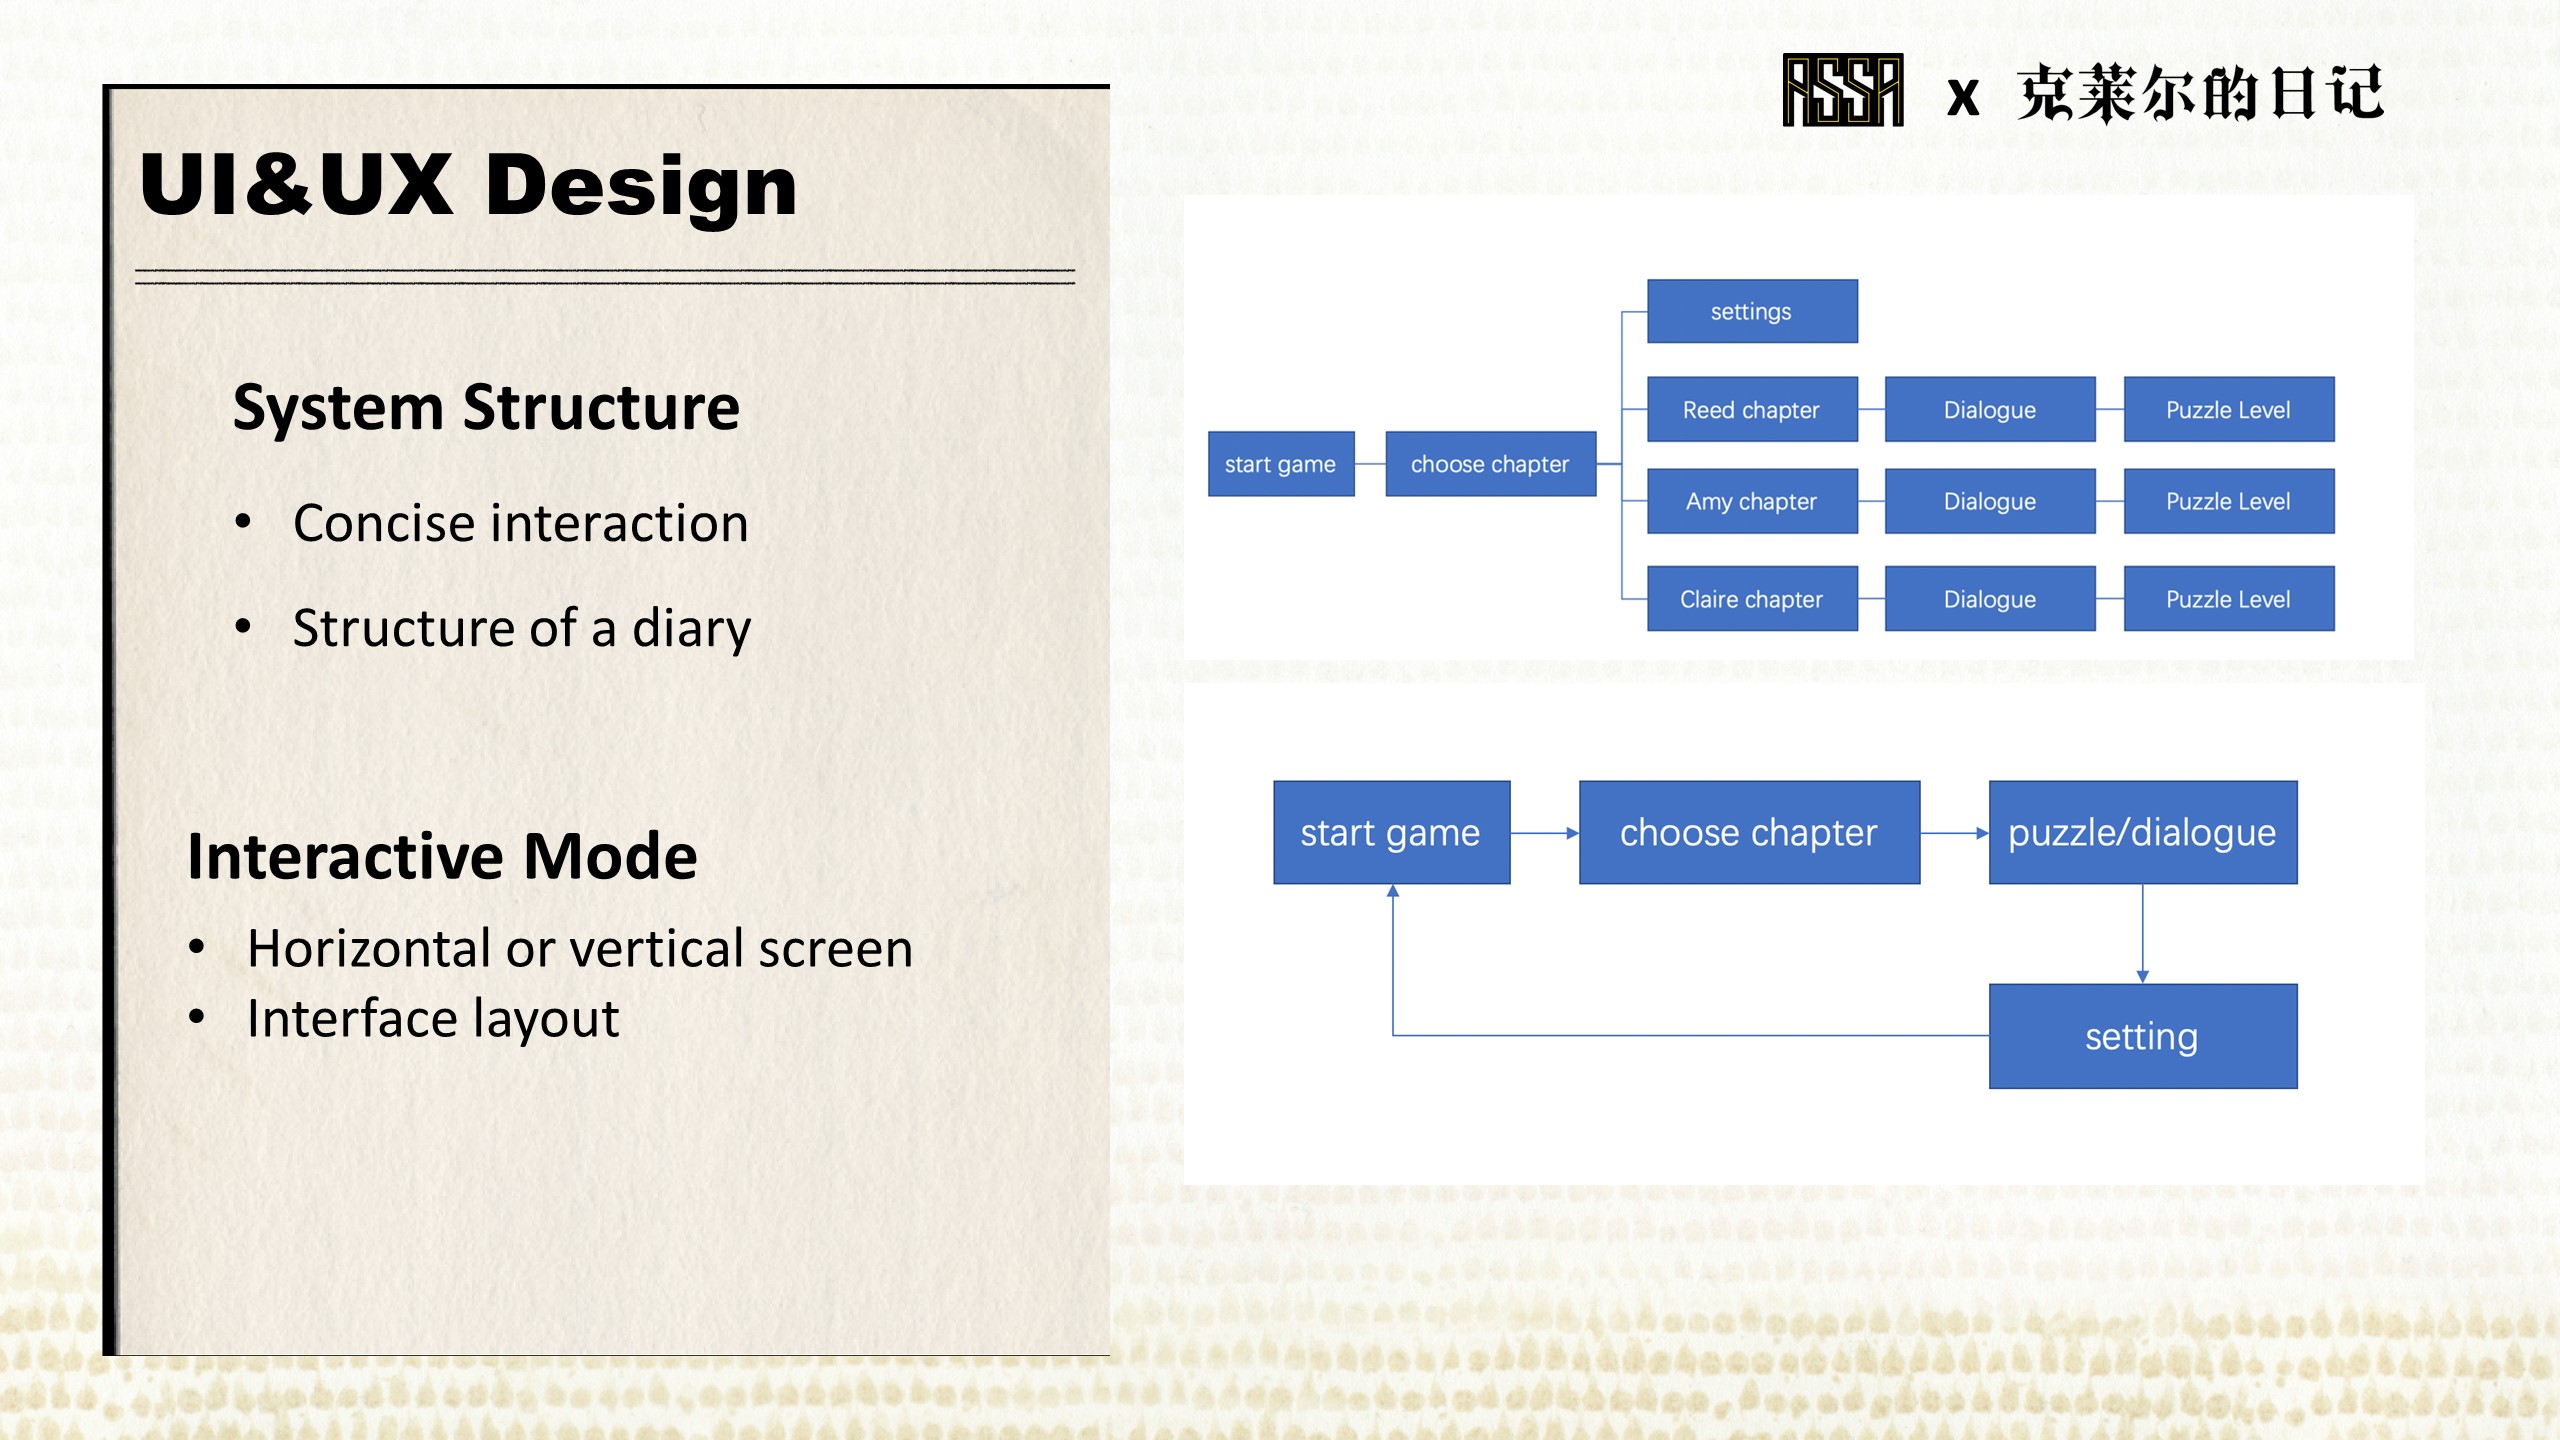 ASSA x 克莱尔的日记
UI&UX Design
System Structure
• Concise interaction
• Structure of a diary
Interactive Mode
• Horizontal or vertical screen
• Interface layout
settings
Reed chapter Dialogue Puzzle Level
start game choose chapter
Amy chapter Dialogue Puzzle Level
Claire chapter Dialogue Puzzle Level
start game choose chapter puzzle/dialogue
setting